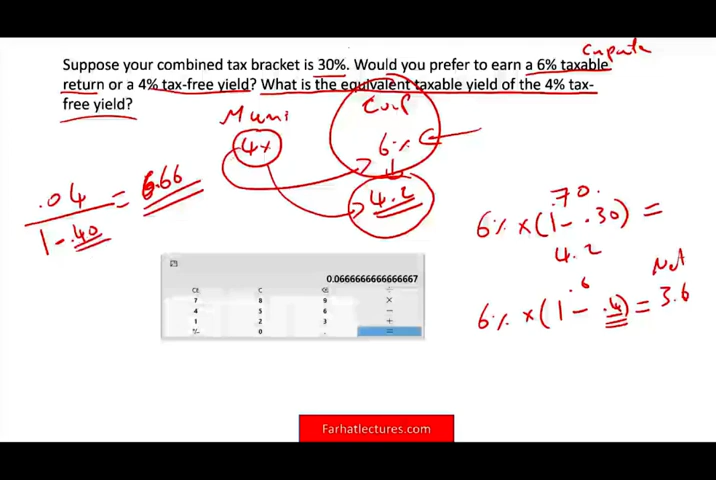 Corporate
Suppose your combined tax bracket is 30%. Would you prefer to earn a 6% taxable
return or a 4% tax-free yield? What is the equivalent taxable yield of the 4% tax-
free yield?
Muni
Corp
4%
6%
4.2
.04
1 - .40
= 6.66
.70
6% × (1 - .30) =
4.2
Net
.6
6% × (1 - .4) = 3.6
0.0666666666666667
CE C ÷
7 8 9 ×
4 5 6 −
1 2 3 +
0 . =
Farhatlectures.com